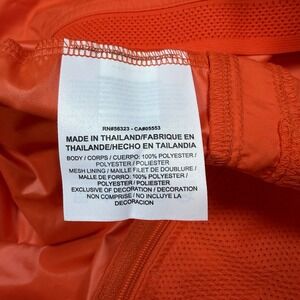 RN#56323 - CA#05553
MADE IN THAILAND/FABRIQUE EN
THAILANDE/HECHO EN TAILANDIA
BODY / CORPS / CUERPO: 100% POLYESTER /
POLYESTER / POLIESTER
MESH LINING / MAILLE FILET DE DOUBLURE /
MALLE DE FORRO: 100% POLYESTER /
POLYESTER / POLIESTER
EXCLUSIVE OF DECORATION / DECORATION
NON COMPRISE / NO INCLUYE LA
DECORACION